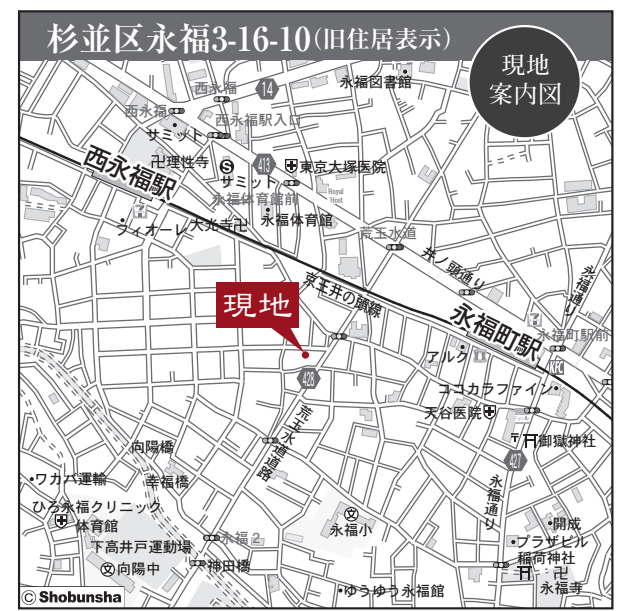 杉並区永福3-16-10(旧住居表示)
現地
案内図
西永福
14
永福図書館
西永福
西永福駅入口
サミット
卍理性寺
S
413
東京大塚医院
サミット
西永福駅
永福体育館前
Royal
Host
ヴィオーレ
大光寺卍
永福体育館
荒玉水道
井ノ頭通り
永福通り
京王井の頭線
現地
永福町駅
永福町駅前
アルク
KFC
428
ココカラファイン
天谷医院
荒玉水道道路
〒
御嶽神社
427
向陽橋
ワカバ運輸
幸福橋
永福通り
ひろ永福クリニック
体育館
文
永福小
開成
永福2
プラザビル
下高井戸運動場
稲荷神社
文向陽中
神田橋
卍
永福寺
ゆうゆう永福館
© Shobunsha